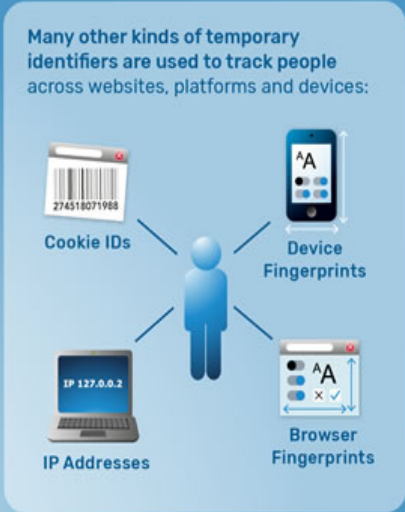 Many other kinds of temporary
identifiers are used to track people
across websites, platforms and devices:
274518071988
Cookie IDs
AA
Device
Fingerprints
IP 127.0.0.2
IP Addresses
AA
Browser
Fingerprints